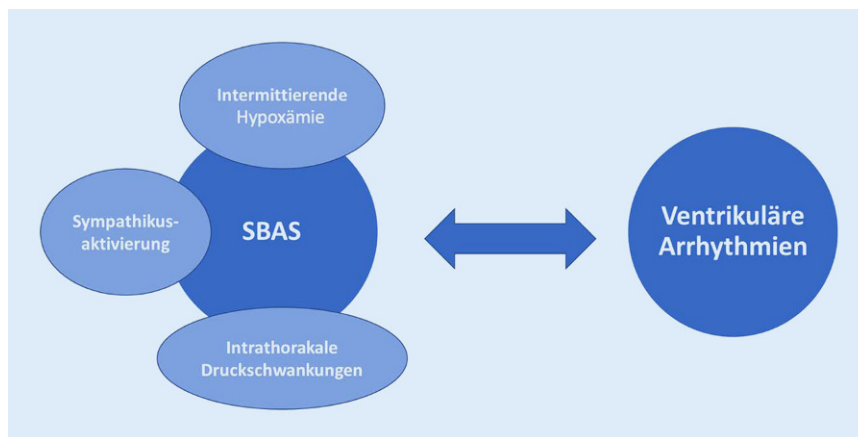 Intermittierende
Hypoxämie
Sympathikus-
aktivierung
SBAS
Intrathorakale
Druckschwankungen
Ventrikuläre
Arrhythmien